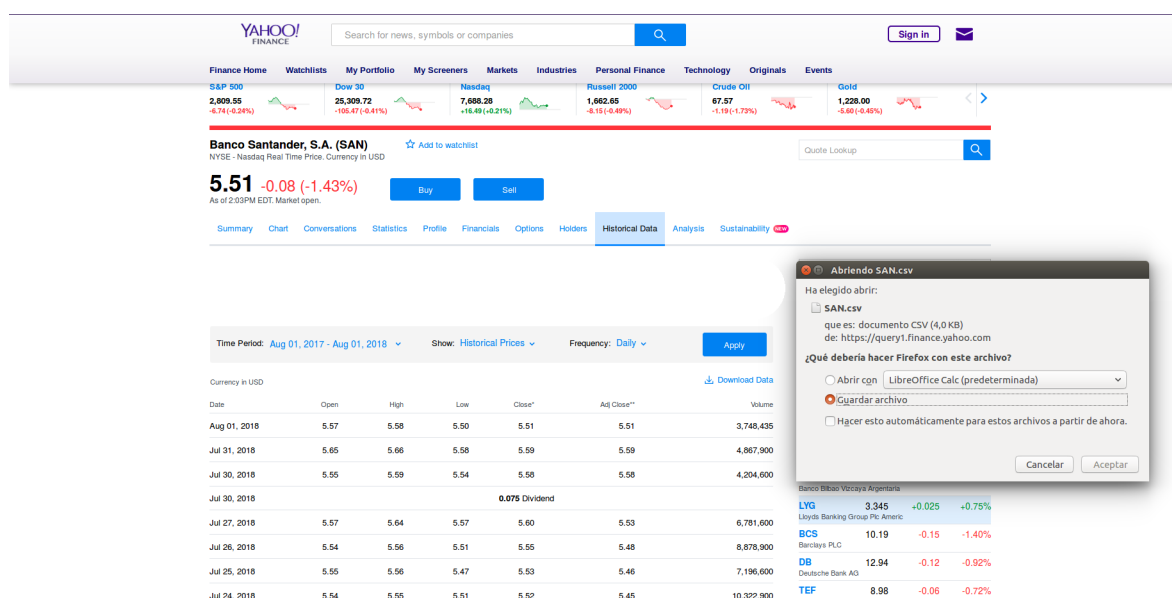 YAHOO!
FINANCE
Search for news, symbols or companies
Sign in
Finance Home Watchlists My Portfolio My Screeners Markets Industries Personal Finance Technology Originals Events
S&P 500 Dow 30 Nasdaq Russell 2000 Crude Oil Gold
2,809.55 25,309.72 7,688.28 1,662.65 67.57 1,228.00
-6.74 (-0.24%) -105.47 (-0.41%) +16.49 (+0.21%) -8.15 (-0.49%) -1.19 (-1.73%) -5.60 (-0.45%)
Banco Santander, S.A. (SAN) Add to watchlist
NYSE - Nasdaq Real Time Price. Currency in USD
Quote Lookup
5.51 -0.08 (-1.43%)
As of 2:03PM EDT. Market open.
Buy Sell
Summary Chart Conversations Statistics Profile Financials Options Holders Historical Data Analysis Sustainability NEW
Time Period: Aug 01, 2017 - Aug 01, 2018 Show: Historical Prices Frequency: Daily Apply
Currency in USD Download Data
Date Open High Low Close* Adj Close** Volume
Aug 01, 2018 5.57 5.58 5.50 5.51 5.51 3,748,435
Jul 31, 2018 5.65 5.66 5.58 5.59 5.59 4,867,900
Jul 30, 2018 5.55 5.59 5.54 5.58 5.58 4,204,600
Jul 30, 2018 0.075 Dividend
Jul 27, 2018 5.57 5.64 5.57 5.60 5.53 6,781,600
Jul 26, 2018 5.54 5.56 5.51 5.55 5.48 8,878,900
Jul 25, 2018 5.55 5.56 5.47 5.53 5.46 7,196,600
Jul 24, 2018 5.54 5.55 5.51 5.52 5.45 10,322,900
Abriendo SAN.csv
Ha elegido abrir:
SAN.csv
que es: documento CSV (4,0 KB)
de: https://query1.finance.yahoo.com
¿Qué debería hacer Firefox con este archivo?
Abrir con LibreOffice Calc (predeterminada)
Guardar archivo
Hacer esto automáticamente para estos archivos a partir de ahora.
Cancelar Aceptar
Banco Bilbao Vizcaya Argentaria
LYG 3.345 +0.025 +0.75%
Lloyds Banking Group Plc Americ
BCS 10.19 -0.15 -1.40%
Barclays PLC
DB 12.94 -0.12 -0.92%
Deutsche Bank AG
TEF 8.98 -0.06 -0.72%